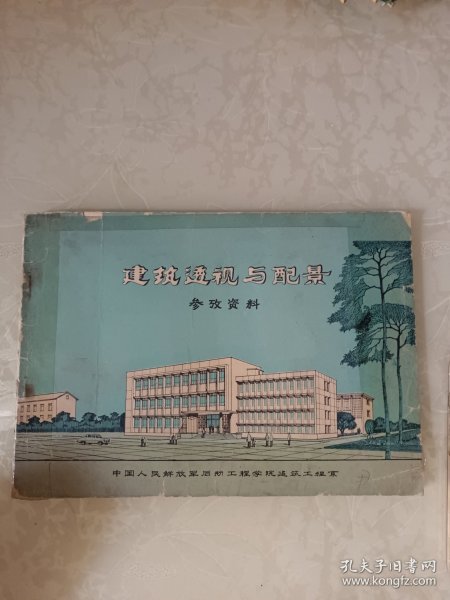 建筑透视与配景
参攷资料
中国人民解放军后勤工程学院建筑工程系
孔夫子旧书网
www.kongfz.com